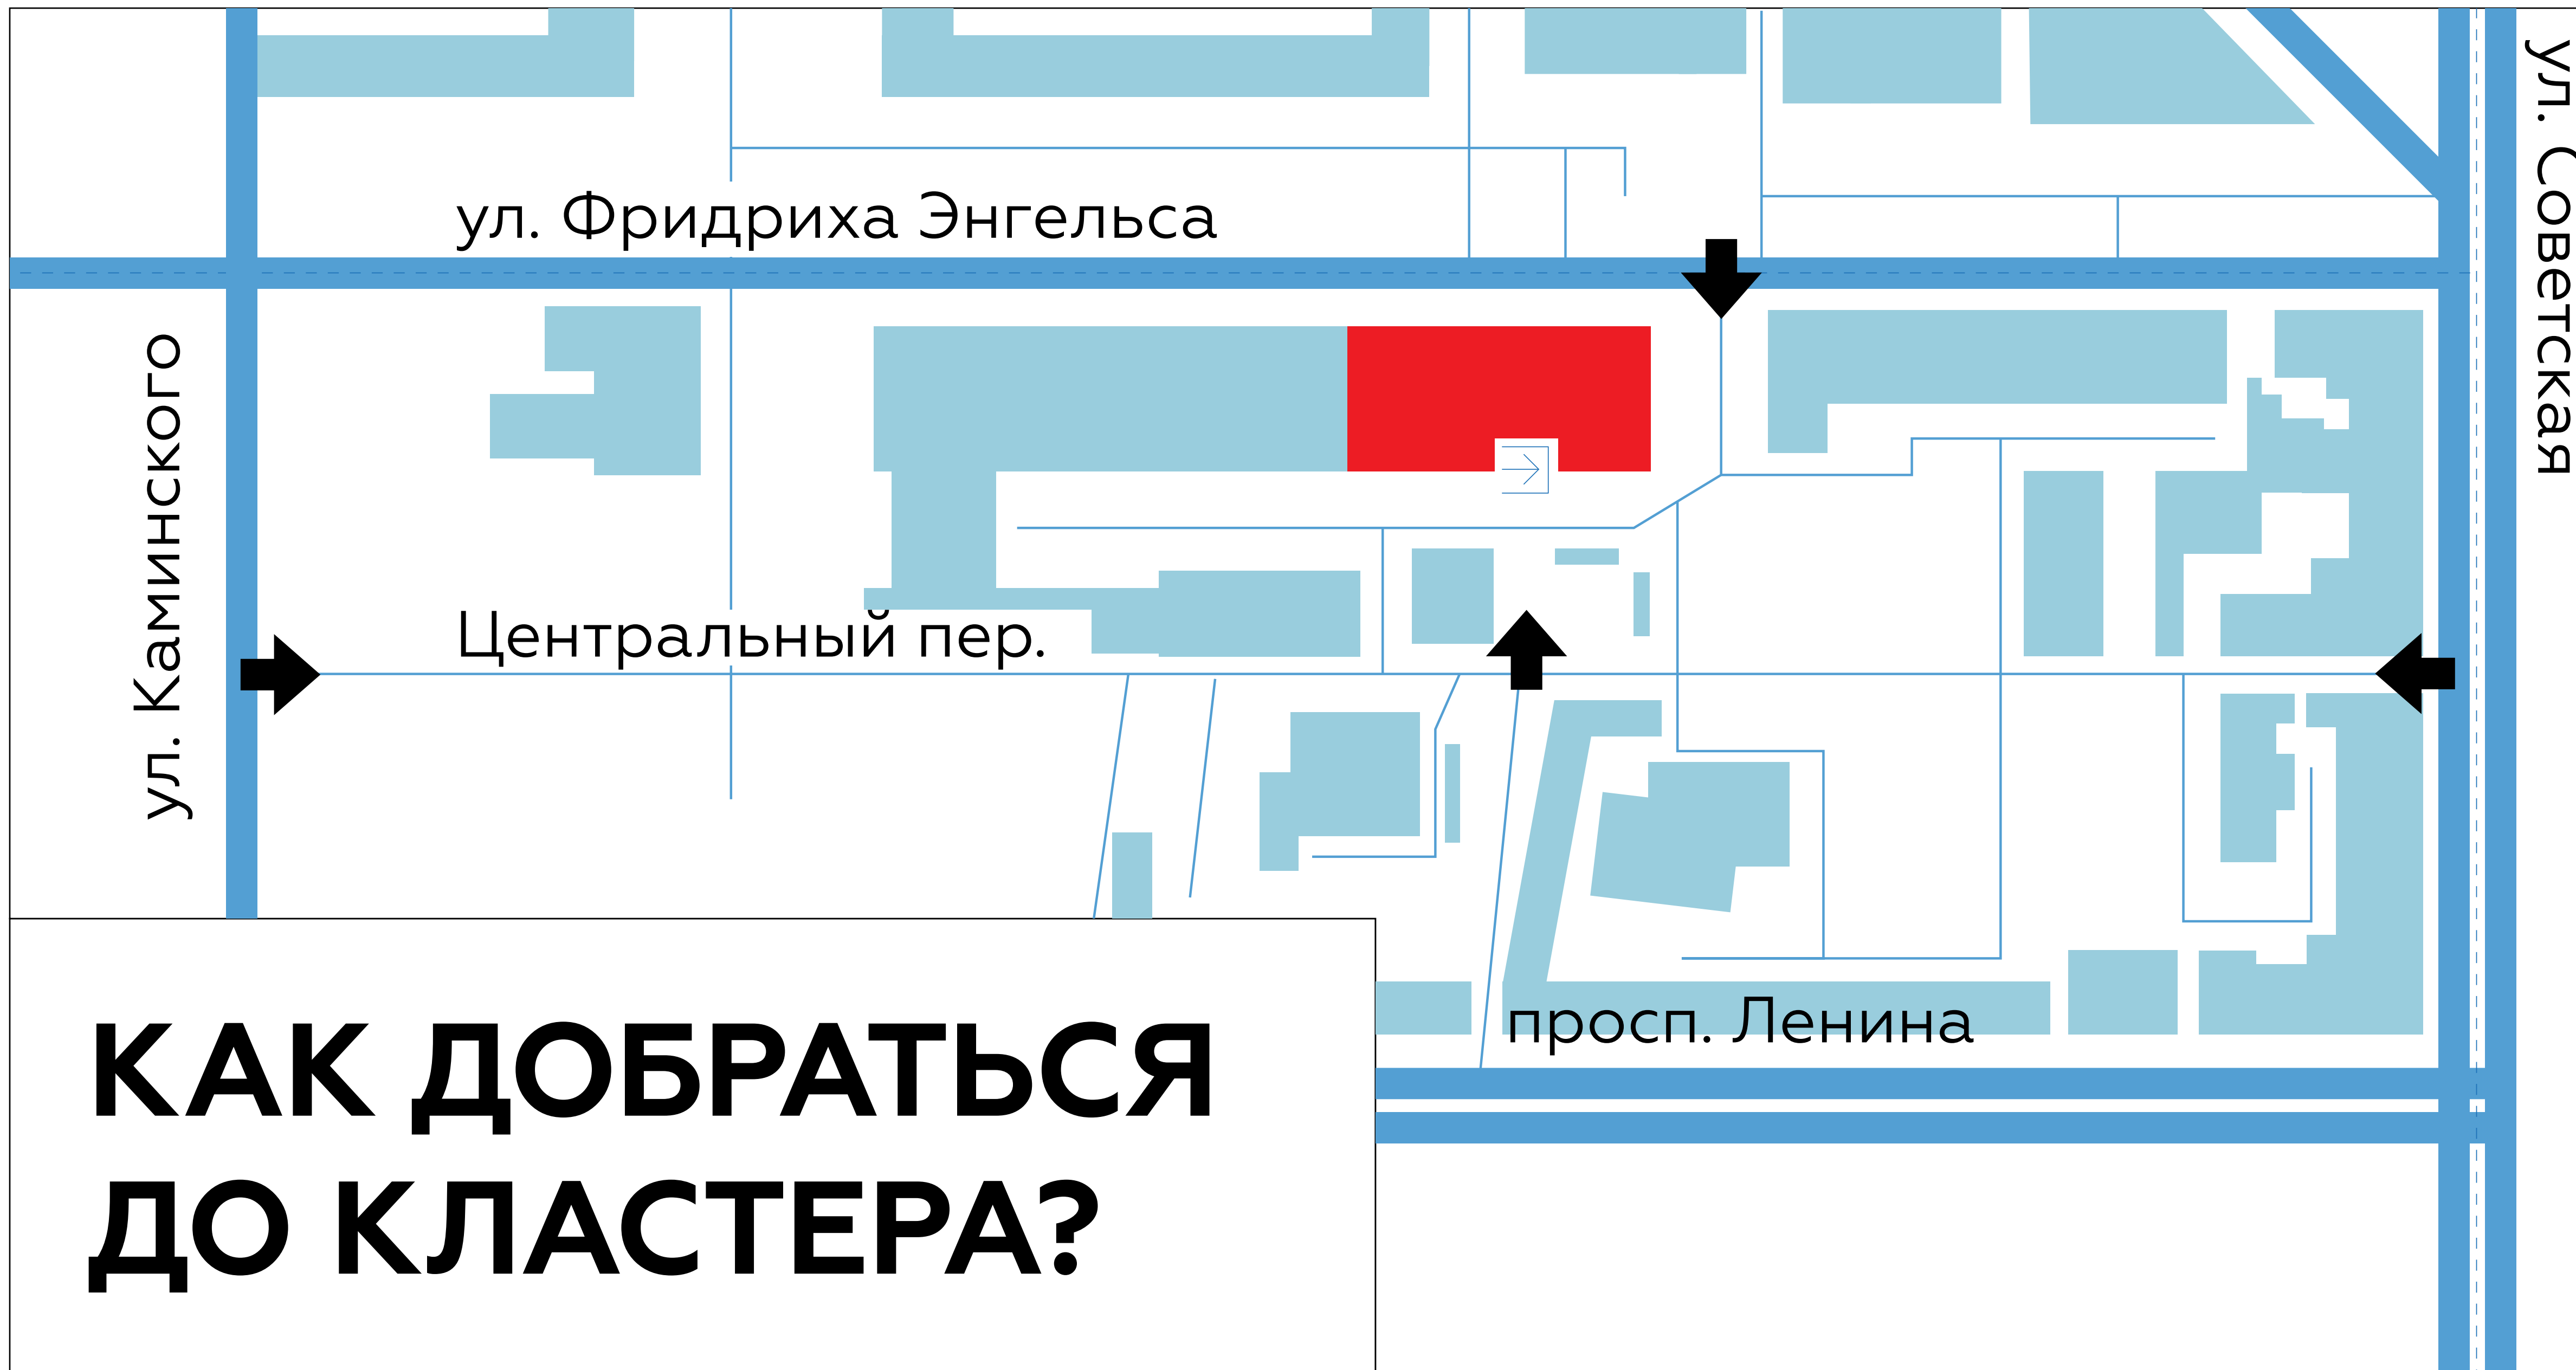 ул. Фридриха Энгельса
ул. Советская
ул. Каминского
Центральный пер.
просп. Ленина
КАК ДОБРАТЬСЯ
ДО КЛАСТЕРА?